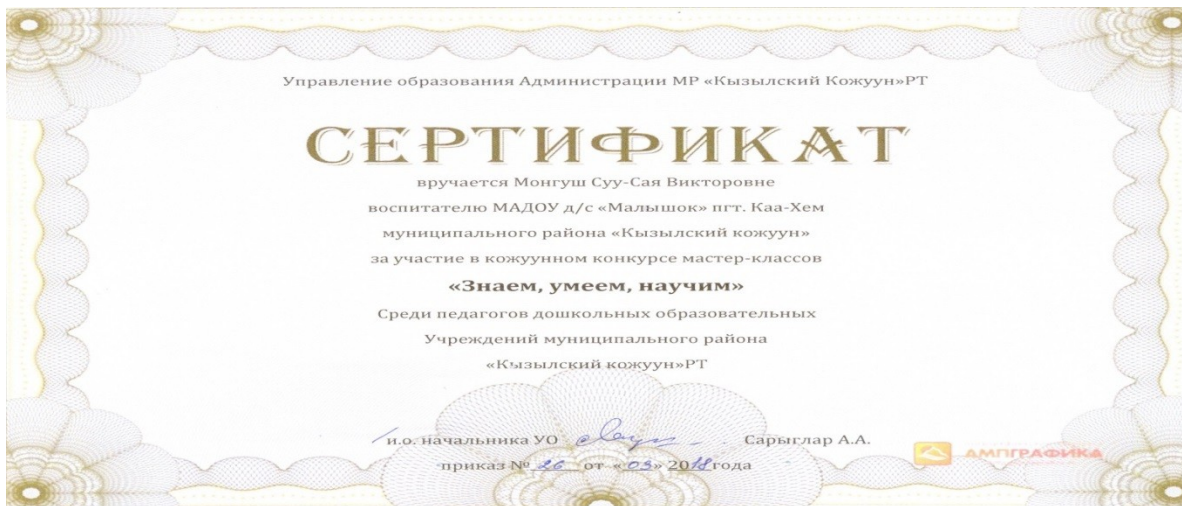 Управление образования Администрации МР «Кызылский Кожуун»РТ
СЕРТИФИКАТ
вручается Монгуш Суу-Сая Викторовне
воспитателю МАДОУ д/с «Малышок» пгт. Каа-Хем
муниципального района «Кызылский кожуун»
за участие в кожуунном конкурсе мастер-классов
«Знаем, умеем, научим»
Среди педагогов дошкольных образовательных
Учреждений муниципального района
«Кызылский кожуун»РТ
и.о. начальника УО Сарыглар А.А.
приказ № 26 от «03» 2018 года
АМПГРАФИКА